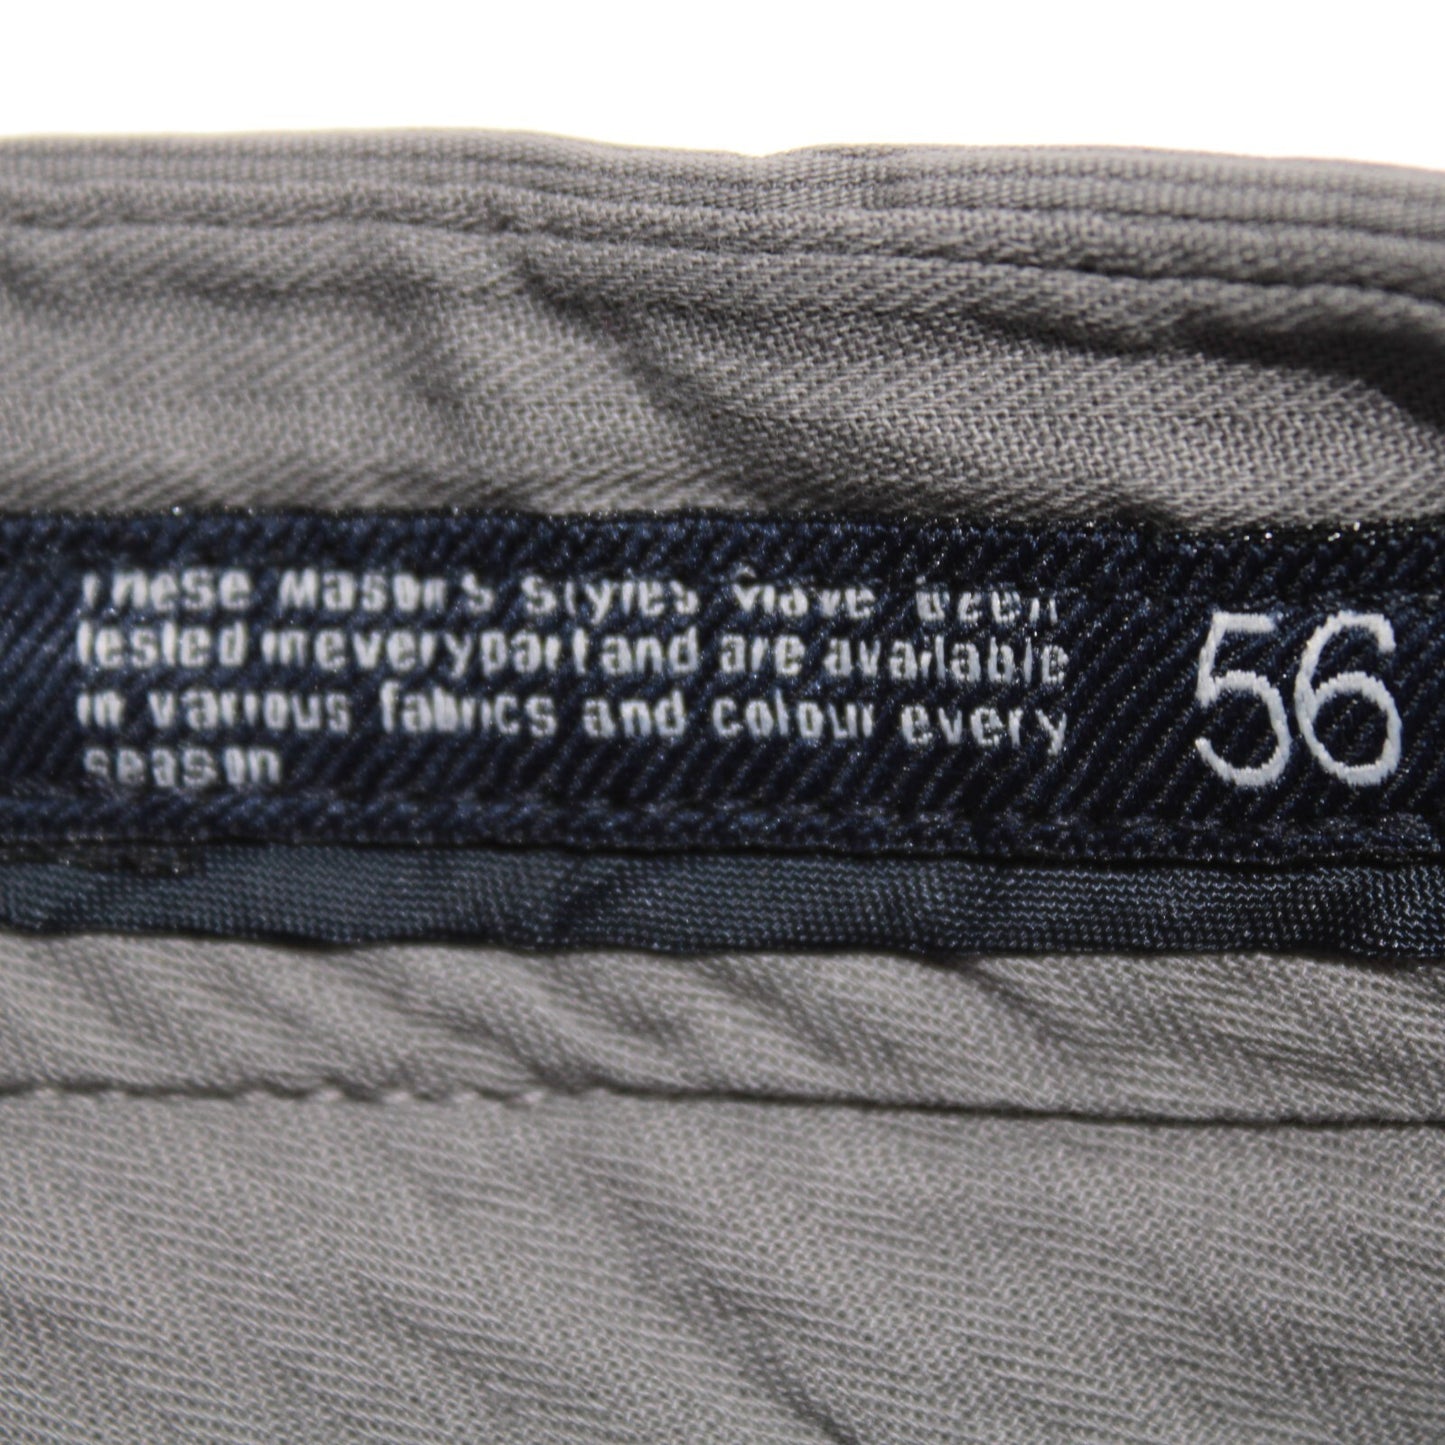 These Mason's Styles have been
tested in every part and are available
in various fabrics and colour every
season
56